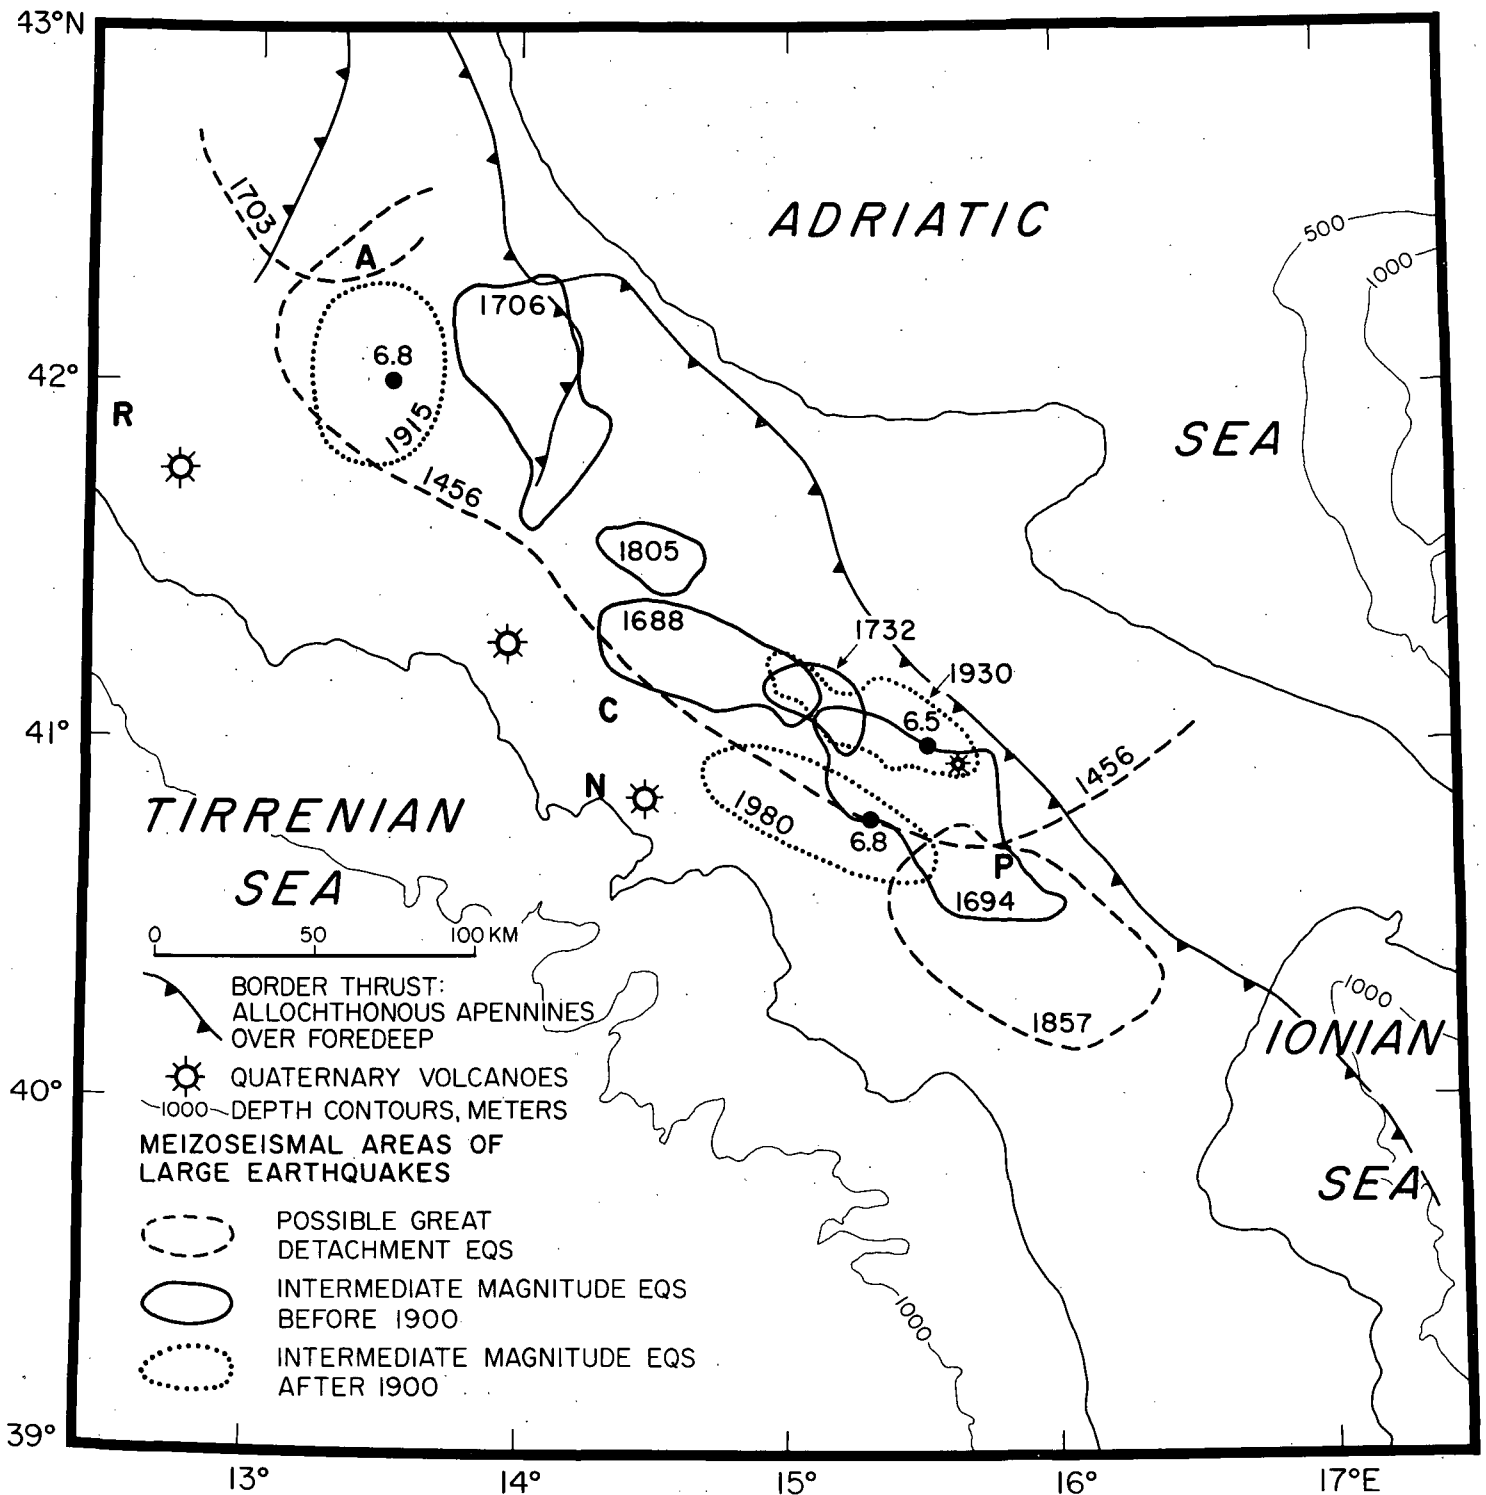 43°N
1703
A
ADRIATIC
500
1000
1706
6.8
42°
R
1915
SEA
1456
1805
1688
1732
1930
C
6.5
41°
N
1456
TIRRENIAN
1980
6.8
P
SEA
1694
0 50 100 KM
BORDER THRUST:
ALLOCHTHONOUS APENNINES
OVER FOREDEEP
1000
1857
IONIAN
QUATERNARY VOLCANOES
40°
1000 DEPTH CONTOURS, METERS
MEIZOSEISMAL AREAS OF
LARGE EARTHQUAKES
SEA
POSSIBLE GREAT
DETACHMENT EQS
INTERMEDIATE MAGNITUDE EQS
BEFORE 1900
1000
INTERMEDIATE MAGNITUDE EQS
AFTER 1900
39°
13° 14° 15° 16° 17°E